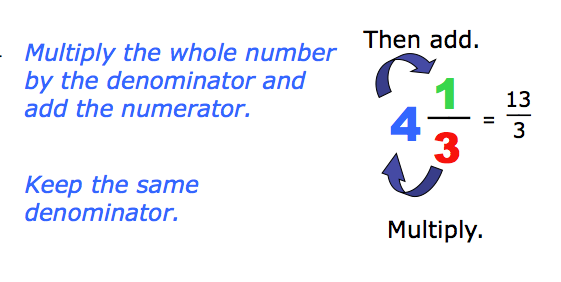 Multiply the whole number
by the denominator and
add the numerator.
Keep the same
denominator.
Then add.
4 1/3 = 13/3
Multiply.